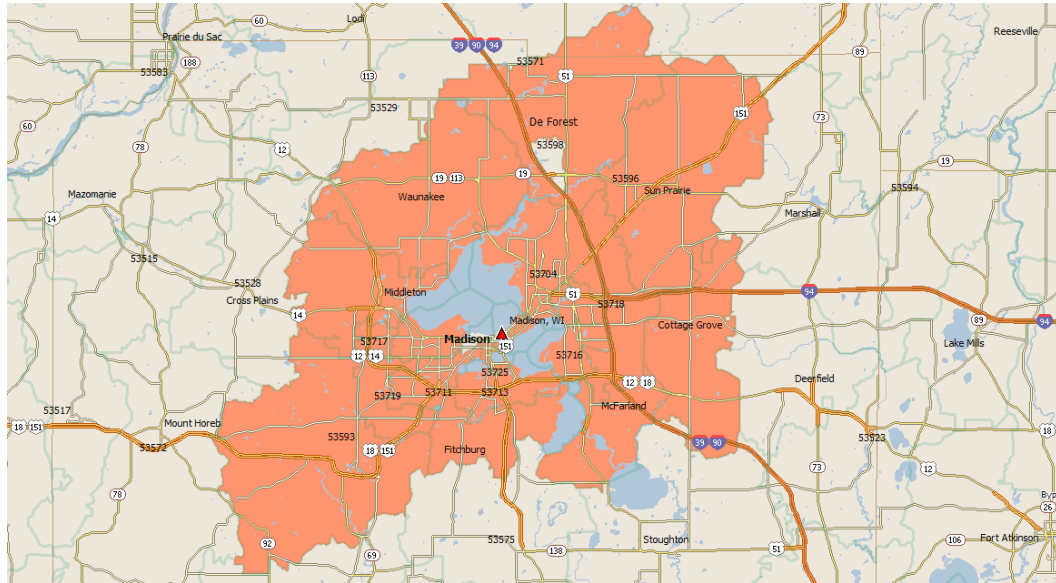 60
Lodi
Prairie du Sac
39 90 94
89
Reeseville
188
53571
53583
113
51
53529
151
60
De Forest
73
78
12
53598
19
19 113
19
53596
53594
Mazomanie
Waunakee
Sun Prairie
14
Marshall
53515
53704
53528
Middleton
94
Cross Plains
51
53718
14
Madison, WI
Cottage Grove
89
94
Madison
53717
151
53716
Lake Mills
12 14
53725
12 18
Deerfield
53719
53711
53713
McFarland
53517
Mount Horeb
18 151
53593
18
53572
18 151
Fitchburg
39 90
53523
73
12
78
Byp
26
92
69
53575
138
Stoughton
51
106
Fort Atkinson